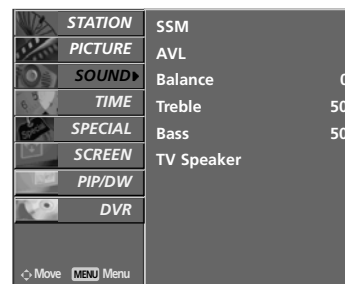 STATION
PICTURE
SOUND
TIME
SPECIAL
SCREEN
PIP/DW
DVR
Move MENU Menu
SSM
AVL
Balance 0
Treble 50
Bass 50
TV Speaker